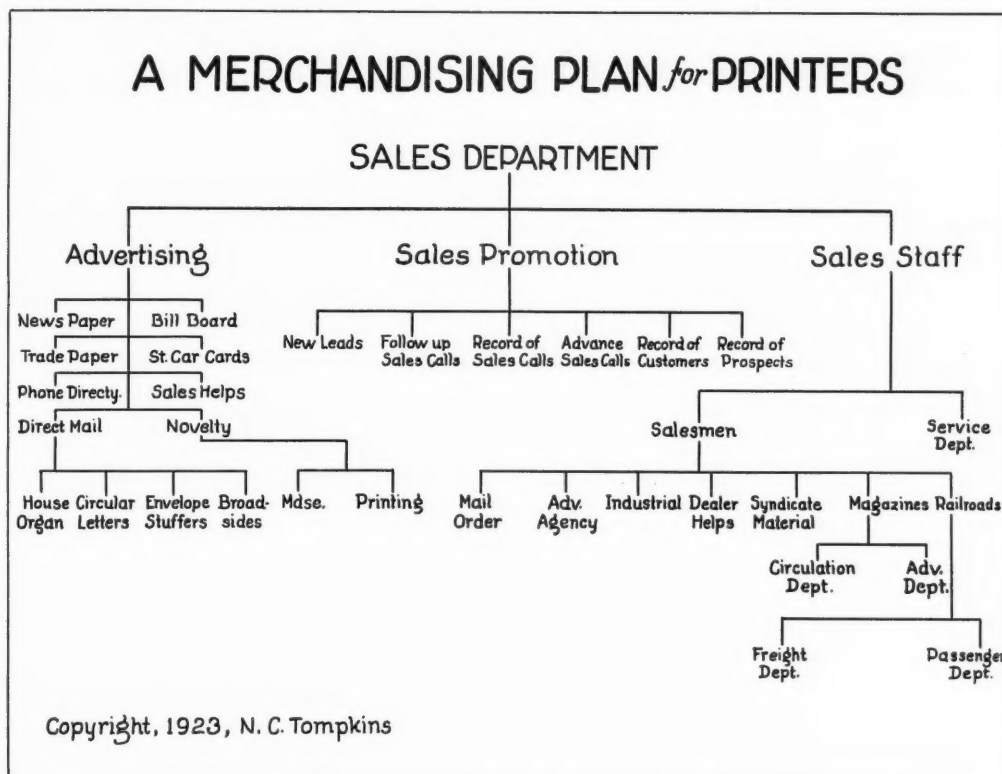 A MERCHANDISING PLAN for PRINTERS
SALES DEPARTMENT
Advertising
Sales Promotion
Sales Staff
News Paper
Bill Board
Trade Paper
St. Car Cards
Phone Directy.
Sales Helps
Direct Mail
Novelty
House
Organ
Circular
Letters
Envelope
Stuffers
Broad-
sides
Mdse.
Printing
New Leads
Follow up
Sales Calls
Record of
Sales Calls
Advance
Sales Calls
Record of
Customers
Record of
Prospects
Salesmen
Service
Dept.
Mail
Order
Adv.
Agency
Industrial
Dealer
Helps
Syndicate
Material
Magazines
Railroads
Circulation
Dept.
Adv.
Dept.
Freight
Dept.
Passenger
Dept.
Copyright, 1923, N. C. Tompkins